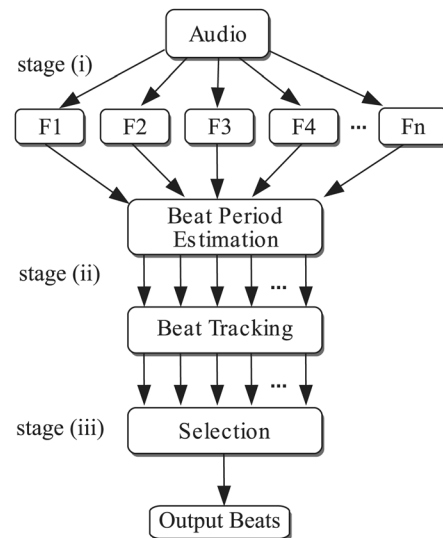 Audio
stage (i)
F1 F2 F3 F4 ... Fn
Beat Period
Estimation
stage (ii)
...
Beat Tracking
...
stage (iii)
Selection
Output Beats